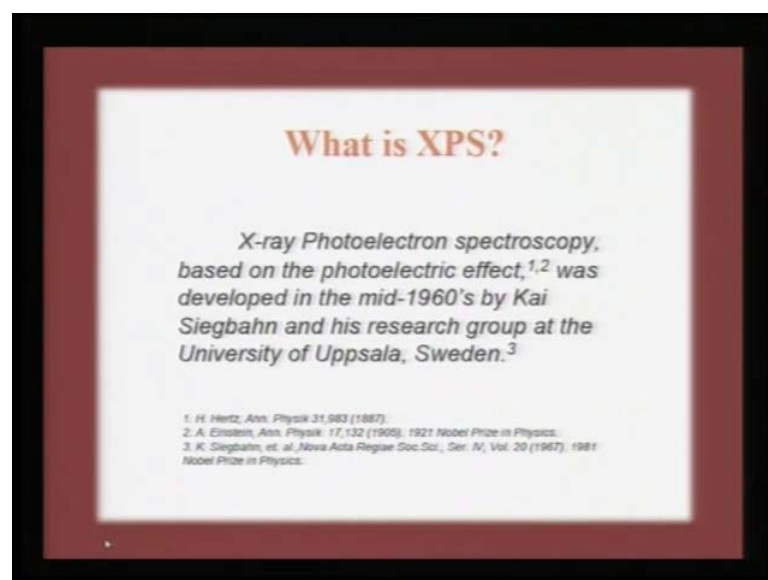 What is XPS?
X-ray Photoelectron spectroscopy,
based on the photoelectric effect,1,2 was
developed in the mid-1960's by Kai
Siegbahn and his research group at the
University of Uppsala, Sweden.3
1. H. Hertz, Ann. Physik 31,983 (1887).
2. A. Einstein, Ann. Physik 17,132 (1905). 1921 Nobel Prize in Physics.
3. K. Siegbahn, et. al.,Nova Acta Regiae Soc.Sci., Ser. IV, Vol. 20 (1967). 1981
Nobel Prize in Physics.